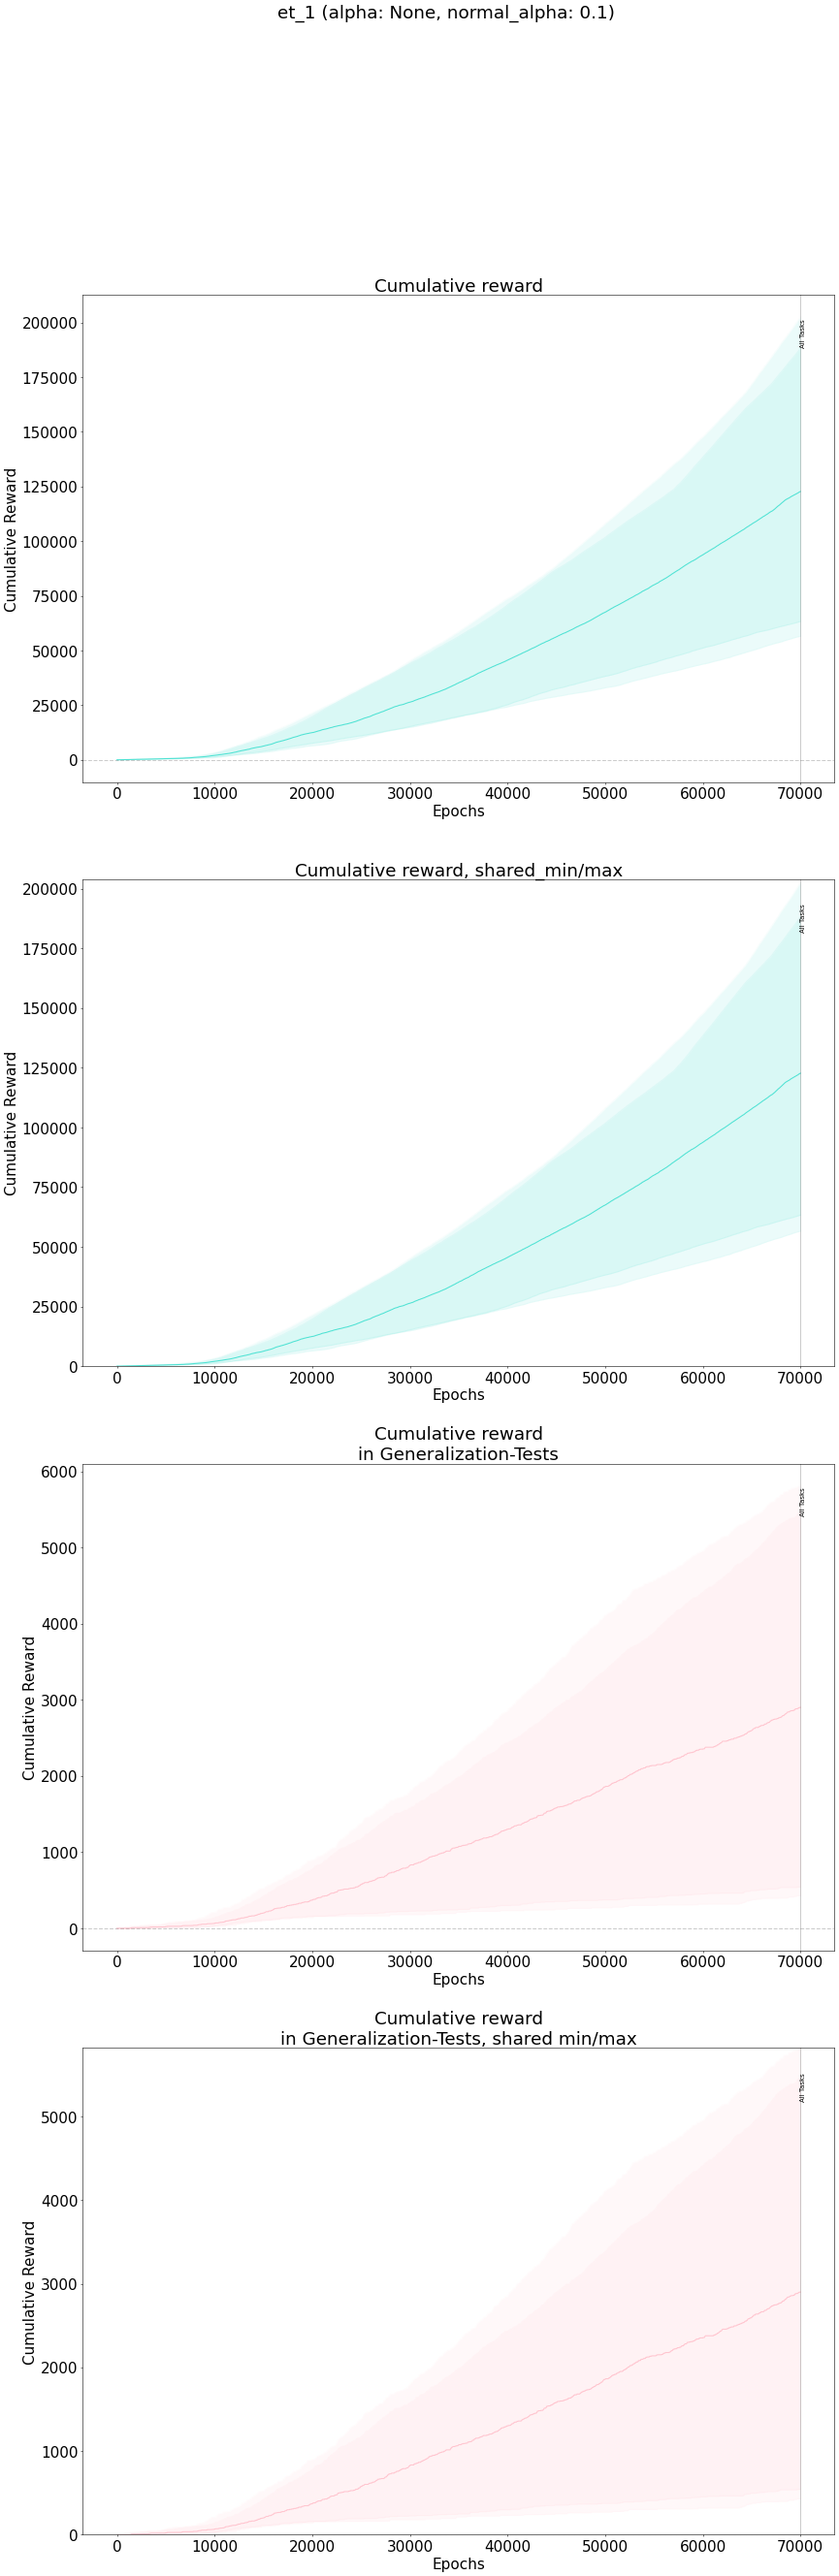 et_1 (alpha: None, normal_alpha: 0.1)
Cumulative reward
200000
175000
150000
125000
100000
75000
50000
25000
0
Cumulative Reward
All Tasks
0 10000 20000 30000 40000 50000 60000 70000
Epochs
Cumulative reward, shared_min/max
200000
175000
150000
125000
100000
75000
50000
25000
0
Cumulative Reward
All Tasks
0 10000 20000 30000 40000 50000 60000 70000
Epochs
Cumulative reward
in Generalization-Tests
6000
5000
4000
3000
2000
1000
0
Cumulative Reward
All Tasks
0 10000 20000 30000 40000 50000 60000 70000
Epochs
Cumulative reward
in Generalization-Tests, shared min/max
5000
4000
3000
2000
1000
0
Cumulative Reward
All Tasks
0 10000 20000 30000 40000 50000 60000 70000
Epochs